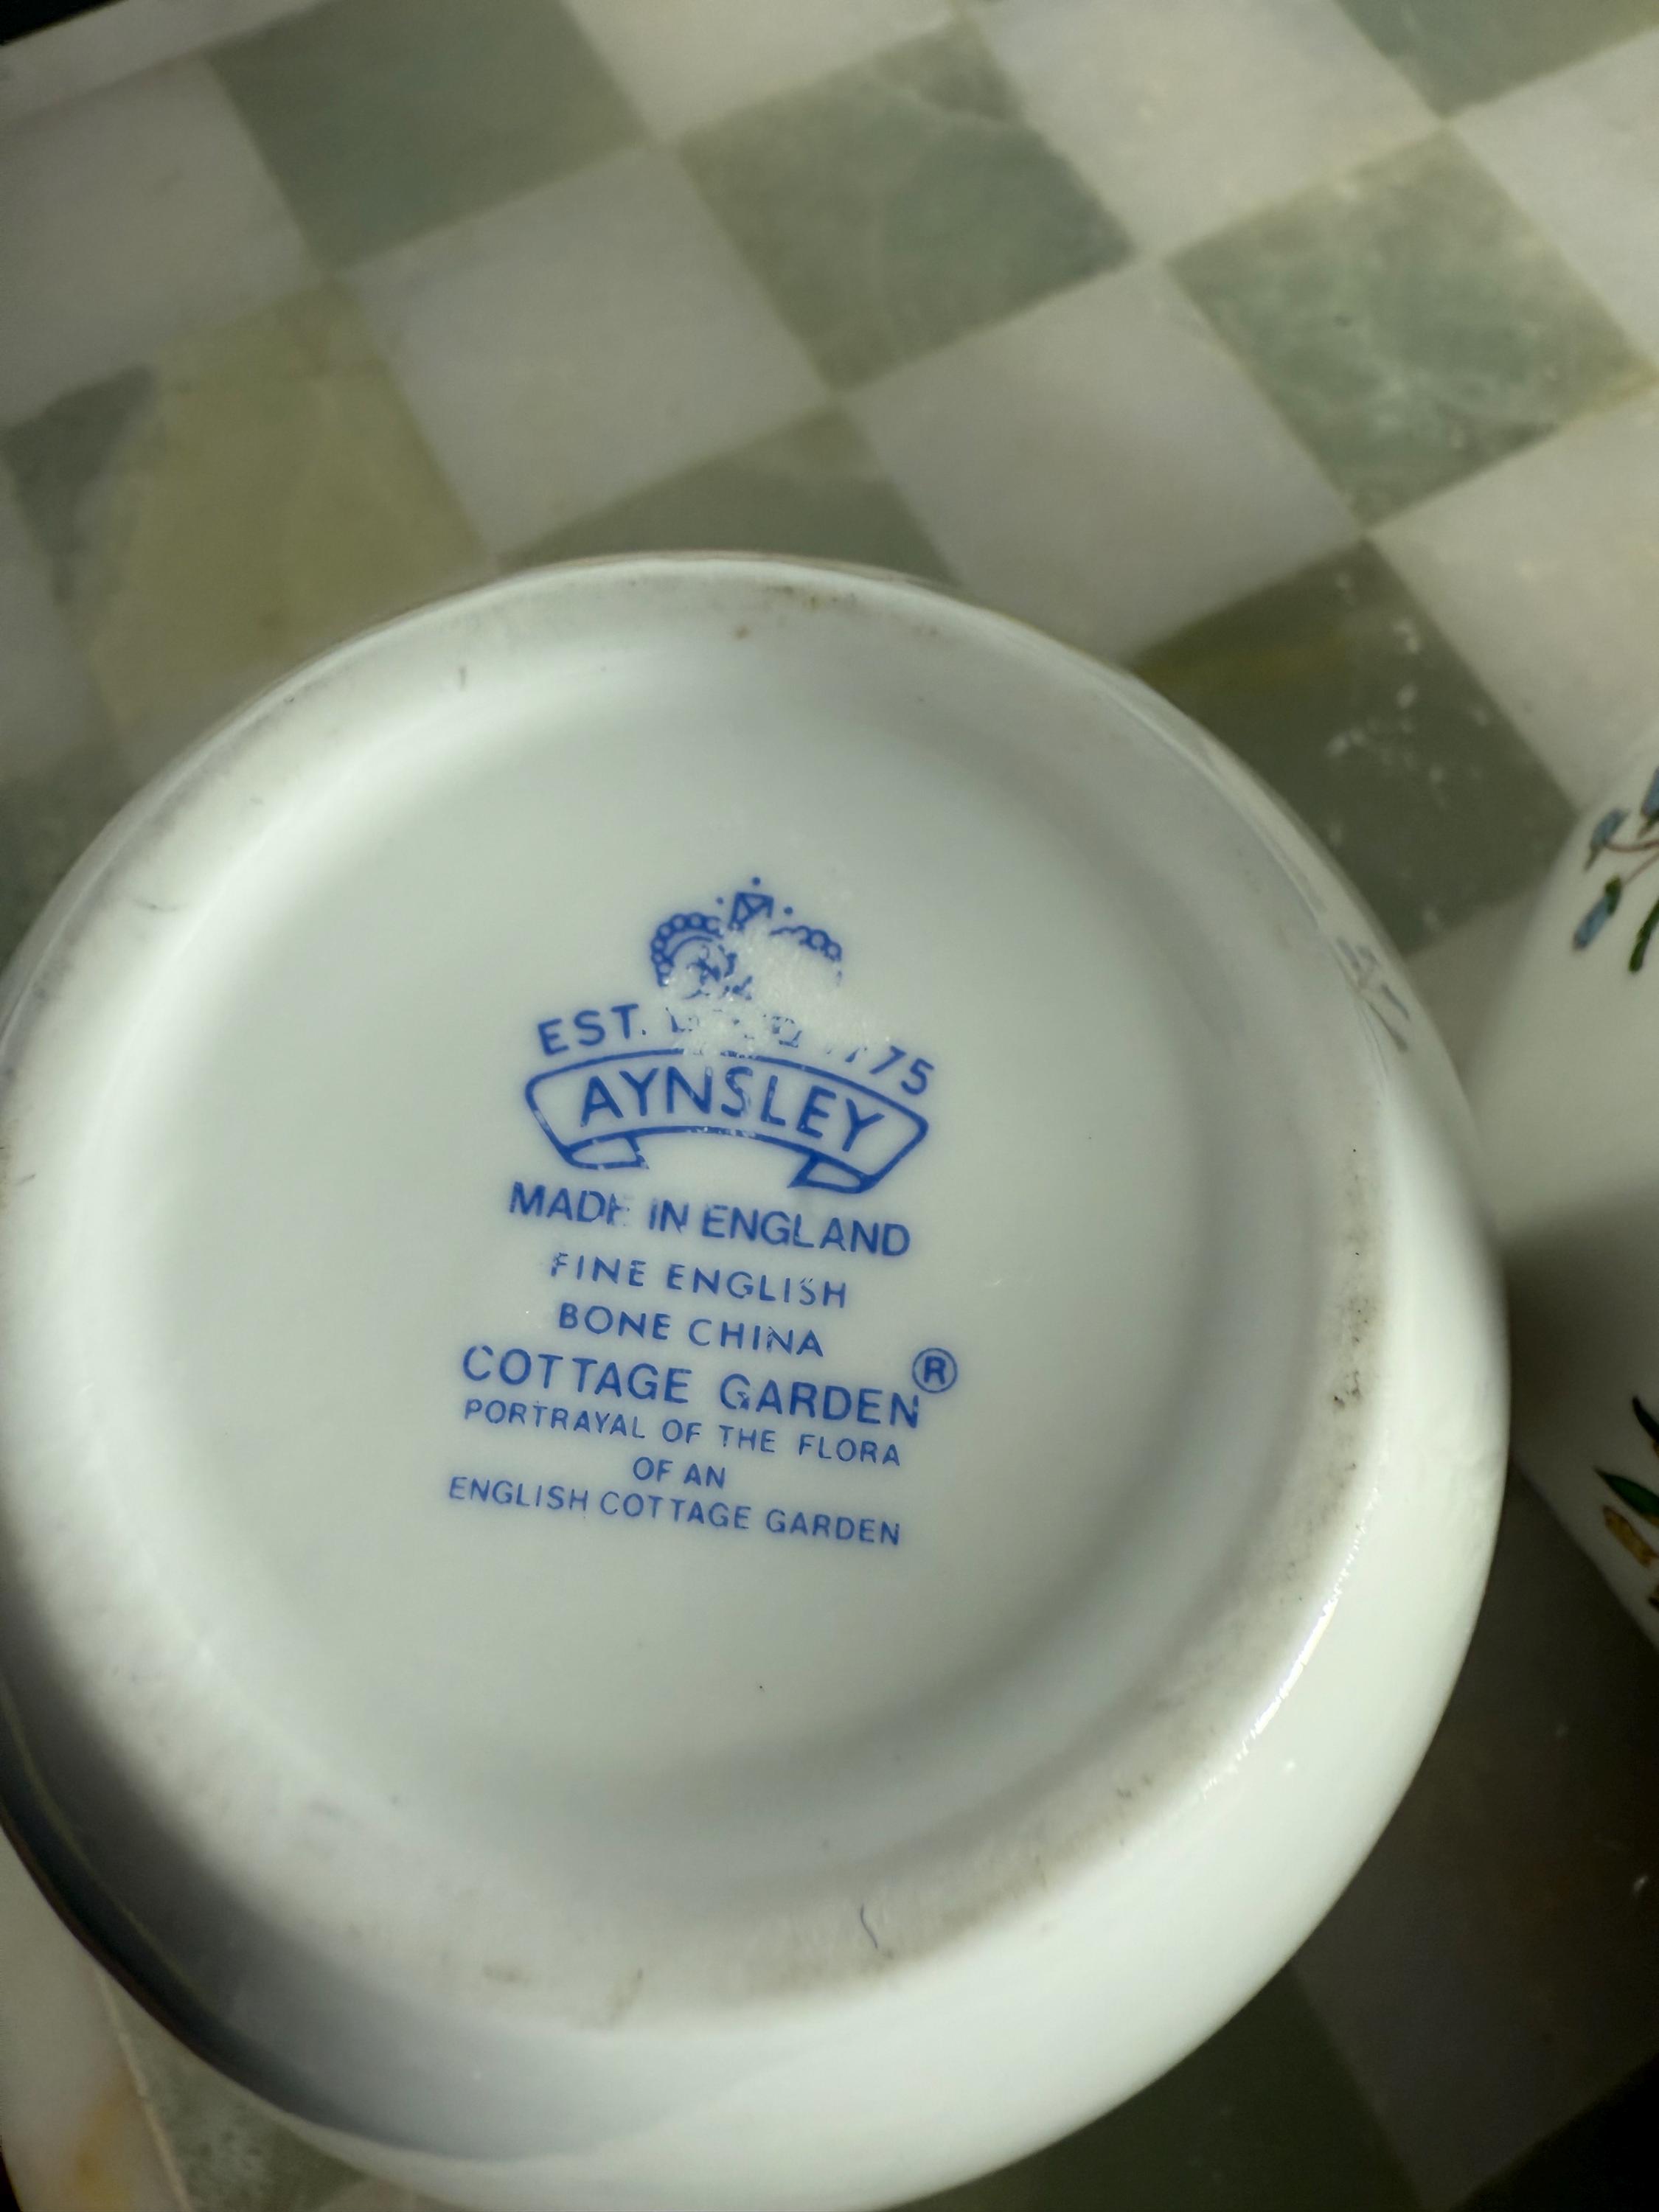 EST. 75
AYNSLEY
MADE IN ENGLAND
FINE ENGLISH
BONE CHINA
COTTAGE GARDEN®
PORTRAYAL OF THE FLORA
OF AN
ENGLISH COTTAGE GARDEN